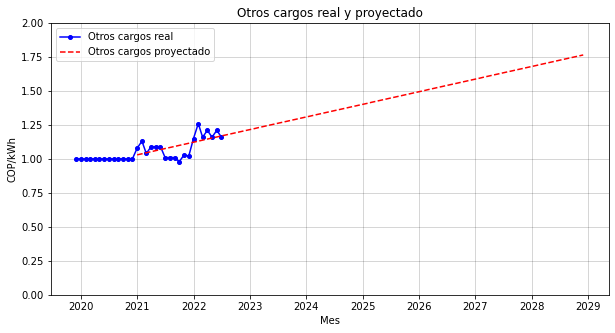 Otros cargos real y proyectado
Otros cargos real
Otros cargos proyectado
COP/kWh
2.00
1.75
1.50
1.25
1.00
0.75
0.50
0.25
0.00
2020 2021 2022 2023 2024 2025 2026 2027 2028 2029
Mes